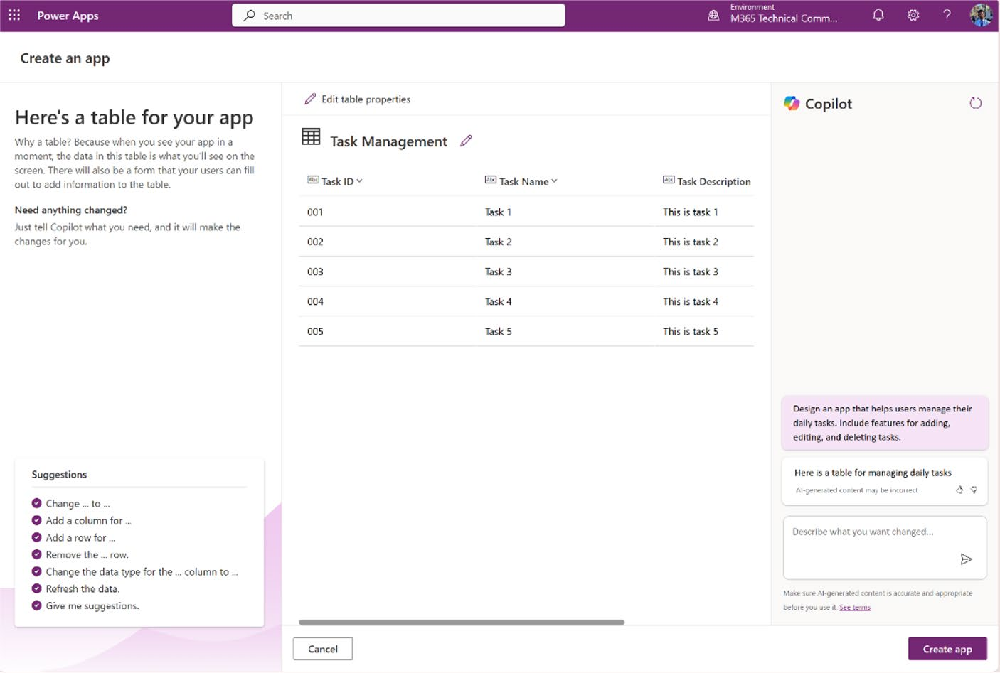 Power Apps
Search
Environment
M365 Technical Comm...
?
Create an app
Here's a table for your app
Why a table? Because when you see your app in a
moment, the data in this table is what you'll see on the
screen. There will also be a form that your users can fill
out to add information to the table.
Need anything changed?
Just tell Copilot what you need, and it will make the
changes for you.
Suggestions
Change ... to ...
Add a column for ...
Add a row for ...
Remove the ... row.
Change the data type for the ... column to ...
Refresh the data.
Give me suggestions.
Edit table properties
Task Management
Abc Task ID Abc Task Name Abc Task Description
001 Task 1 This is task 1
002 Task 2 This is task 2
003 Task 3 This is task 3
004 Task 4 This is task 4
005 Task 5 This is task 5
Cancel
Copilot
Design an app that helps users manage their
daily tasks. Include features for adding,
editing, and deleting tasks.
Here is a table for managing daily tasks
AI-generated content may be incorrect
Describe what you want changed...
Make sure AI-generated content is accurate and appropriate
before you use it. See terms
Create app